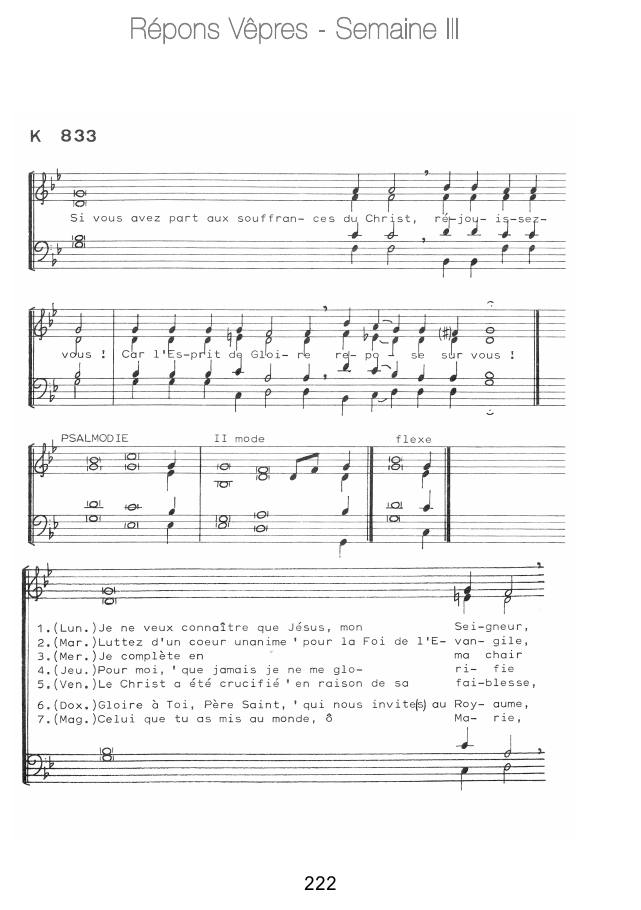 Répons Vêpres - Semaine III
K 833
Si vous avez part aux souffran- ces du Christ, ré-jou- is-sez-
vous ! Car l'Es-prit de Gloi- re re-po - se sur vous !
PSALMODIE II mode flexe
1.(Lun.)Je ne veux connaître que Jésus, mon Sei-gneur,
2.(Mar.)Luttez d'un coeur unanime ' pour la Foi de l'E- van- gile,
3.(Mer.)Je complète en ma chair
4.(Jeu.)Pour moi, ' que jamais je ne me glo- ri- fie
5.(Ven.)Le Christ a été crucifié ' en raison de sa fai-blesse,
6.(Dox.)Gloire à Toi, Père Saint, ' qui nous invite(s) au Roy- aume,
7.(Mag.)Celui que tu as mis au monde, ô Ma- rie,
222